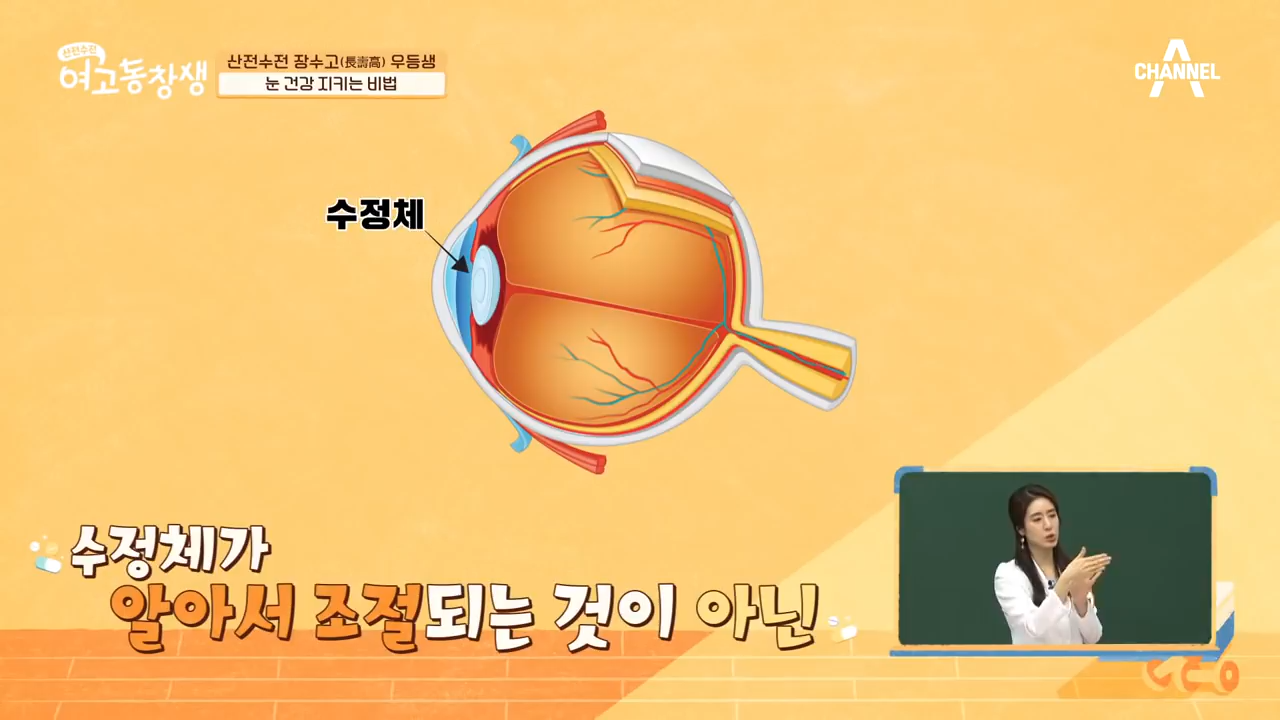 산전수전
여고동창생
산전수전 장수고(長壽高) 우등생
눈 건강 지키는 비법
CHANNEL A
수정체
수정체가
알아서 조절되는 것이 아닌